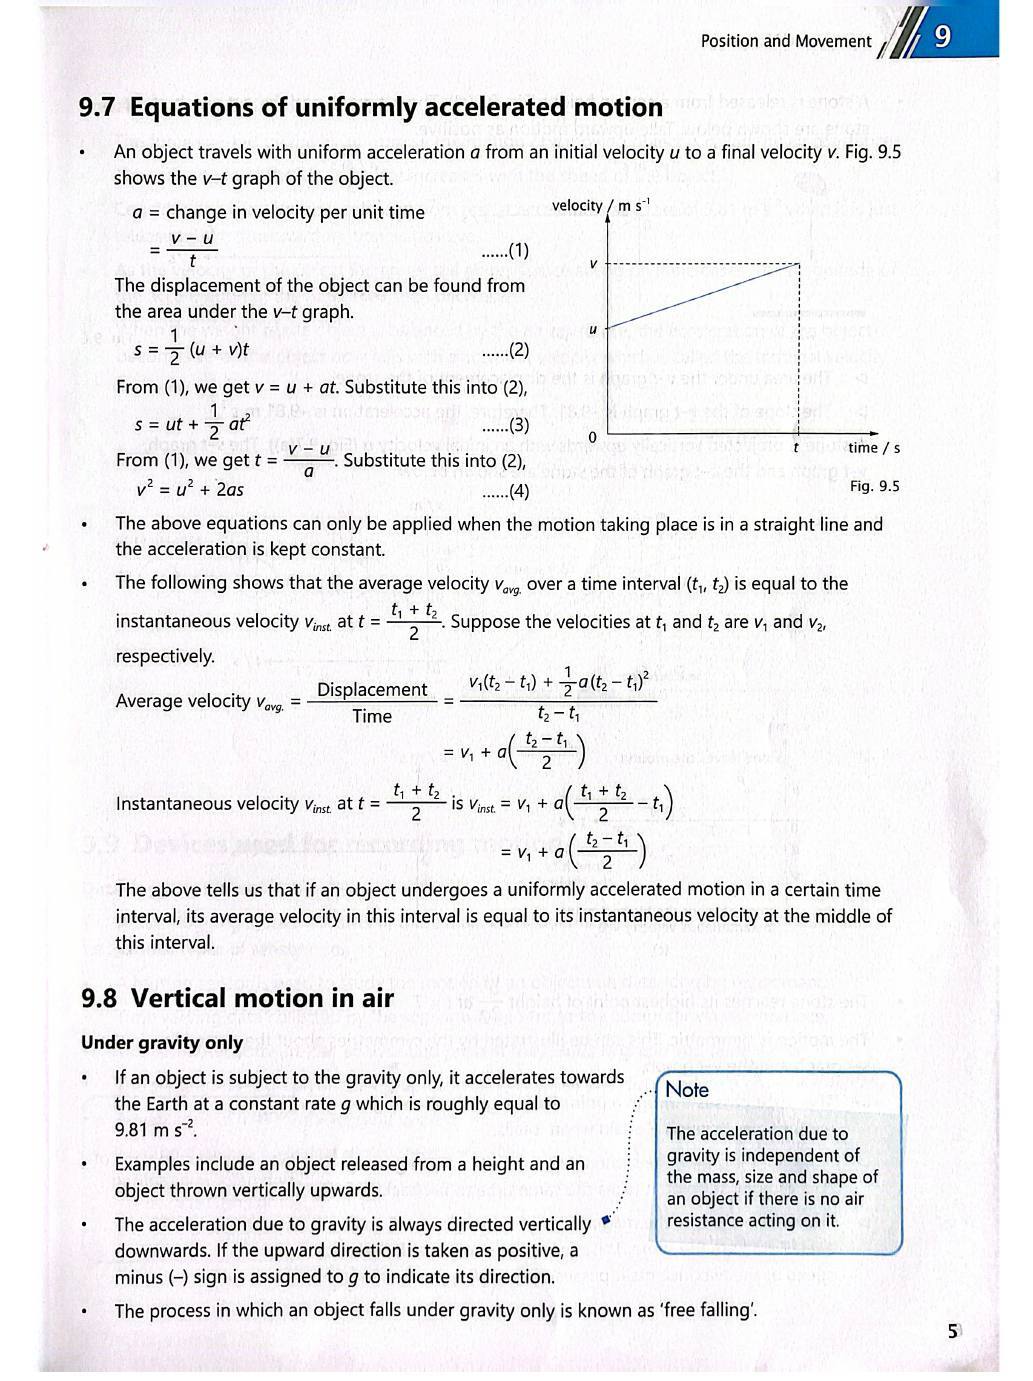 Position and Movement 9
9.7 Equations of uniformly accelerated motion
• An object travels with uniform acceleration a from an initial velocity u to a final velocity v. Fig. 9.5
shows the v–t graph of the object.
a = change in velocity per unit time
= (v – u)/t ......(1)
The displacement of the object can be found from
the area under the v–t graph.
s = 1/2 (u + v)t ......(2)
From (1), we get v = u + at. Substitute this into (2),
s = ut + 1/2 at² ......(3)
From (1), we get t = (v – u)/a. Substitute this into (2),
v² = u² + 2as ......(4)
velocity / m s⁻¹
v
u
0
t
time / s
Fig. 9.5
• The above equations can only be applied when the motion taking place is in a straight line and
the acceleration is kept constant.
• The following shows that the average velocity v_avg. over a time interval (t₁, t₂) is equal to the
instantaneous velocity v_inst. at t = (t₁ + t₂)/2. Suppose the velocities at t₁ and t₂ are v₁ and v₂,
respectively.
Average velocity v_avg. = Displacement/Time = (v₁(t₂ – t₁) + 1/2 a(t₂ – t₁)²)/(t₂ – t₁)
= v₁ + a((t₂ – t₁)/2)
Instantaneous velocity v_inst. at t = (t₁ + t₂)/2 is v_inst. = v₁ + a((t₁ + t₂)/2 – t₁)
= v₁ + a((t₂ – t₁)/2)
The above tells us that if an object undergoes a uniformly accelerated motion in a certain time
interval, its average velocity in this interval is equal to its instantaneous velocity at the middle of
this interval.
9.8 Vertical motion in air
Under gravity only
• If an object is subject to the gravity only, it accelerates towards
the Earth at a constant rate g which is roughly equal to
9.81 m s⁻².
• Examples include an object released from a height and an
object thrown vertically upwards.
• The acceleration due to gravity is always directed vertically
downwards. If the upward direction is taken as positive, a
minus (–) sign is assigned to g to indicate its direction.
• The process in which an object falls under gravity only is known as 'free falling'.
Note
The acceleration due to
gravity is independent of
the mass, size and shape of
an object if there is no air
resistance acting on it.
5